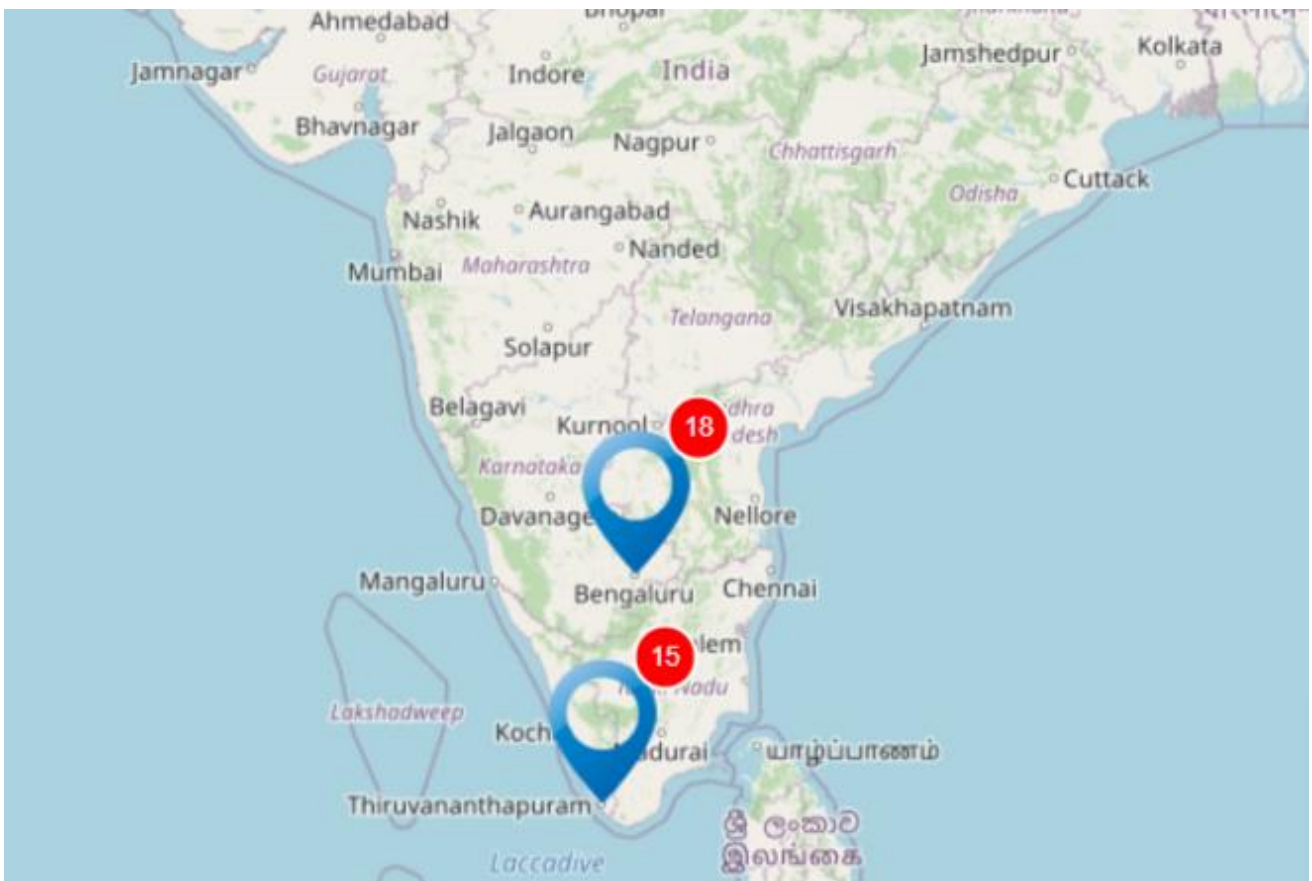 Ahmedabad
Jamshedpur
Kolkata
Jamnagar
Gujarat
Indore
India
Bhavnagar
Jalgaon
Nagpur
Chhattisgarh
Cuttack
Odisha
Nashik
Aurangabad
Nanded
Mumbai
Maharashtra
Telangana
Visakhapatnam
Solapur
Belagavi
Kurnool
18
Karnataka
Nellore
Mangaluru
Bengaluru
Chennai
15
Nadu
Lakshadweep
யாழ்ப்பாணம்
Thiruvananthapuram
ශ්‍රී ලංකාව
இலங்கை
Laccadive